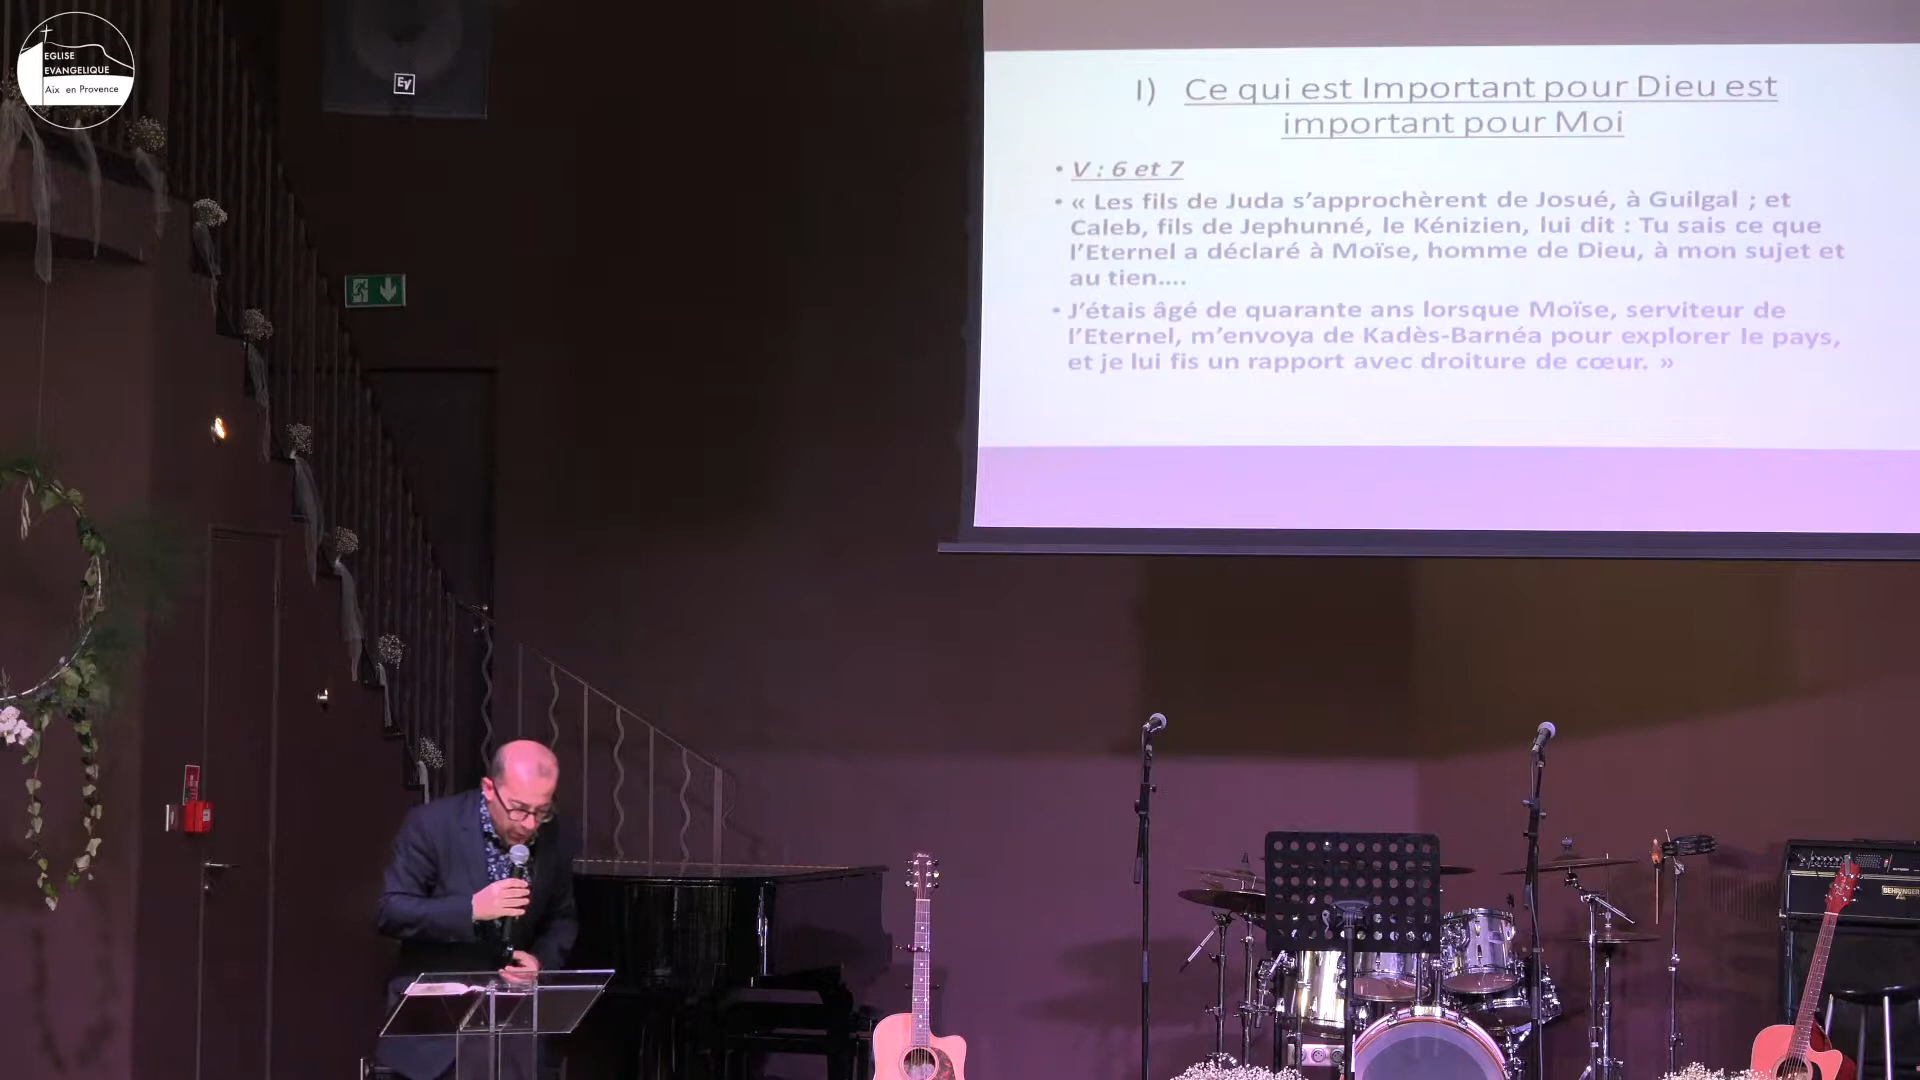 EGLISE
EVANGELIQUE
Aix en Provence
EV
I) Ce qui est Important pour Dieu est
important pour Moi
• V : 6 et 7
• « Les fils de Juda s’approchèrent de Josué, à Guilgal ; et
Caleb, fils de Jephunné, le Kénizien, lui dit : Tu sais ce que
l’Eternel a déclaré à Moïse, homme de Dieu, à mon sujet et
au tien....
• J’étais âgé de quarante ans lorsque Moïse, serviteur de
l’Eternel, m’envoya de Kadès-Barnéa pour explorer le pays,
et je lui fis un rapport avec droiture de cœur. »
BEHRINGER